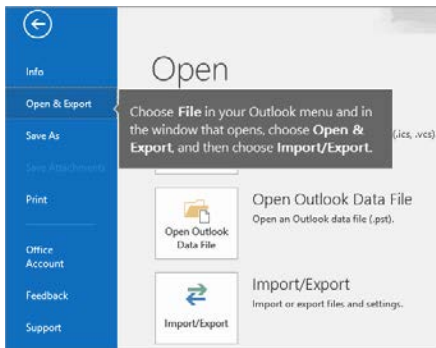 Info
Open & Export
Save As
Save Attachments
Print
Office
Account
Feedback
Support
Open
Choose File in your Outlook menu and in
the window that opens, choose Open &
Export, and then choose Import/Export.
(.ics, .vcs)
Open Outlook
Data File
Open Outlook Data File
Open an Outlook data file (.pst).
Import/Export
Import/Export
Import or export files and settings.